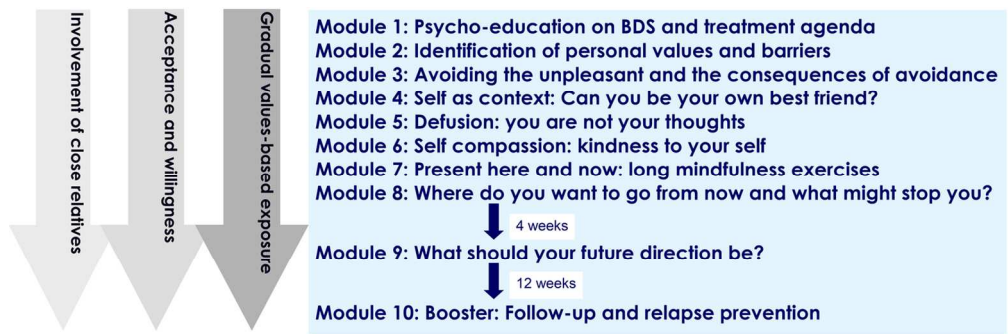 Involvement of close relatives
Acceptance and willingness
Gradual values-based exposure
Module 1: Psycho-education on BDS and treatment agenda
Module 2: Identification of personal values and barriers
Module 3: Avoiding the unpleasant and the consequences of avoidance
Module 4: Self as context: Can you be your own best friend?
Module 5: Defusion: you are not your thoughts
Module 6: Self compassion: kindness to your self
Module 7: Present here and now: long mindfulness exercises
Module 8: Where do you want to go from now and what might stop you?
4 weeks
Module 9: What should your future direction be?
12 weeks
Module 10: Booster: Follow-up and relapse prevention